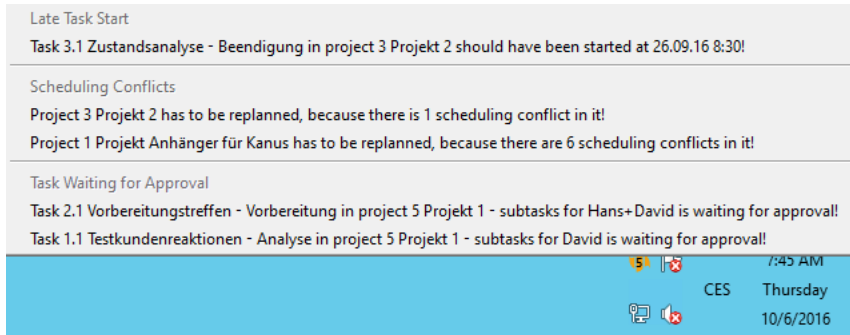 Late Task Start
Task 3.1 Zustandsanalyse - Beendigung in project 3 Projekt 2 should have been started at 26.09.16 8:30!
Scheduling Conflicts
Project 3 Projekt 2 has to be replanned, because there is 1 scheduling conflict in it!
Project 1 Projekt Anhänger für Kanus has to be replanned, because there are 6 scheduling conflicts in it!
Task Waiting for Approval
Task 2.1 Vorbereitungstreffen - Vorbereitung in project 5 Projekt 1 - subtasks for Hans+David is waiting for approval!
Task 1.1 Testkundenreaktionen - Analyse in project 5 Projekt 1 - subtasks for David is waiting for approval!
5
7:45 AM
CES
Thursday
10/6/2016